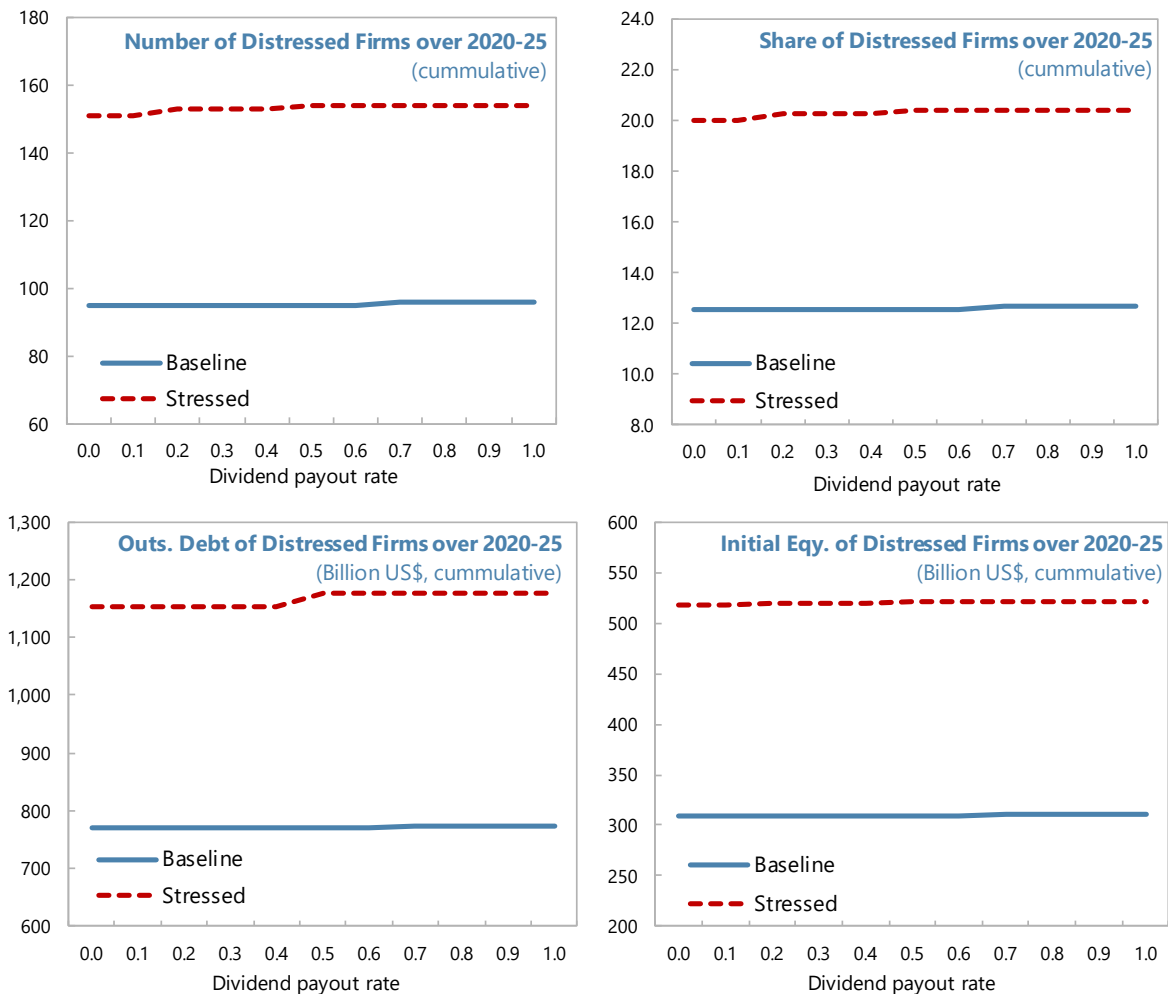 Number of Distressed Firms over 2020-25
(cummulative)
180
160
140
120
100
80
60
Baseline
Stressed
0.0 0.1 0.2 0.3 0.4 0.5 0.6 0.7 0.8 0.9 1.0
Dividend payout rate
Share of Distressed Firms over 2020-25
(cummulative)
24.0
22.0
20.0
18.0
16.0
14.0
12.0
10.0
8.0
Baseline
Stressed
0.0 0.1 0.2 0.3 0.4 0.5 0.6 0.7 0.8 0.9 1.0
Dividend payout rate
Outs. Debt of Distressed Firms over 2020-25
(Billion US$, cummulative)
1,300
1,200
1,100
1,000
900
800
700
600
Baseline
Stressed
0.0 0.1 0.2 0.3 0.4 0.5 0.6 0.7 0.8 0.9 1.0
Dividend payout rate
Initial Eqy. of Distressed Firms over 2020-25
(Billion US$, cummulative)
600
550
500
450
400
350
300
250
200
Baseline
Stressed
0.0 0.1 0.2 0.3 0.4 0.5 0.6 0.7 0.8 0.9 1.0
Dividend payout rate